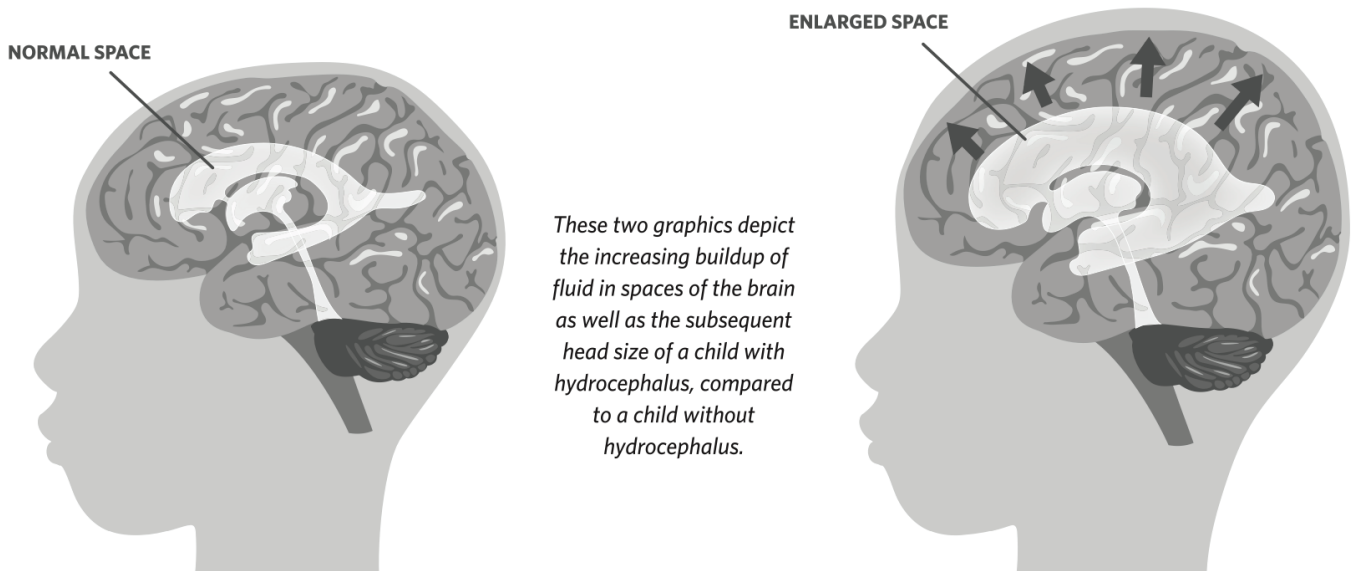 NORMAL SPACE
ENLARGED SPACE
These two graphics depict
the increasing buildup of
fluid in spaces of the brain
as well as the subsequent
head size of a child with
hydrocephalus, compared
to a child without
hydrocephalus.